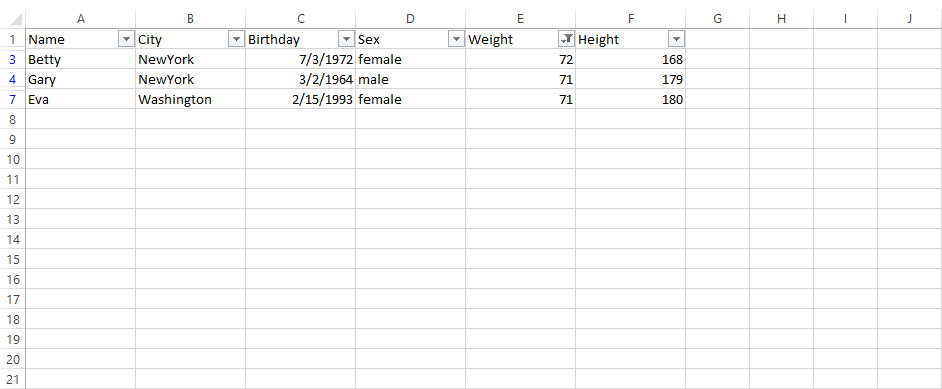 A B C D E F G H I J
1 Name City Birthday Sex Weight Height
3 Betty NewYork 7/3/1972 female 72 168
4 Gary NewYork 3/2/1964 male 71 179
7 Eva Washington 2/15/1993 female 71 180
8
9
10
11
12
13
14
15
16
17
18
19
20
21